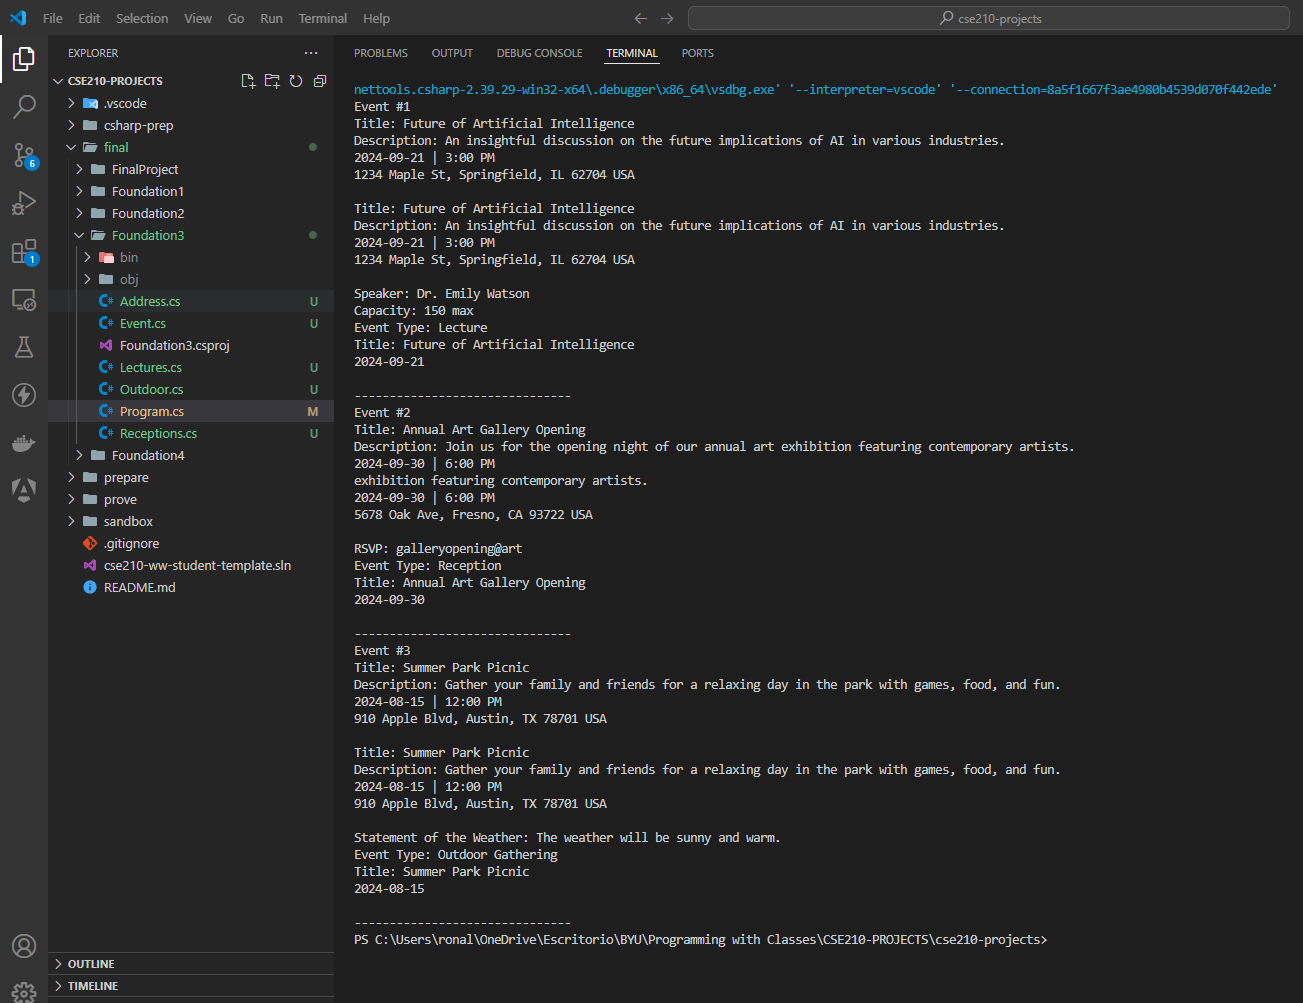 File Edit Selection View Go Run Terminal Help
cse210-projects
EXPLORER
CSE210-PROJECTS
.vscode
csharp-prep
final
FinalProject
Foundation1
Foundation2
Foundation3
bin
obj
C# Address.cs U
C# Event.cs U
Foundation3.csproj
C# Lectures.cs U
C# Outdoor.cs U
C# Program.cs M
C# Receptions.cs U
Foundation4
prepare
prove
sandbox
.gitignore
cse210-ww-student-template.sln
README.md
OUTLINE
TIMELINE
6
1
PROBLEMS OUTPUT DEBUG CONSOLE TERMINAL PORTS
nettools.csharp-2.39.29-win32-x64\.debugger\x86_64\vsdbg.exe' '--interpreter=vscode' '--connection=8a5f1667f3ae4980b4539d070f442ede'
Event #1
Title: Future of Artificial Intelligence
Description: An insightful discussion on the future implications of AI in various industries.
2024-09-21 | 3:00 PM
1234 Maple St, Springfield, IL 62704 USA
Title: Future of Artificial Intelligence
Description: An insightful discussion on the future implications of AI in various industries.
2024-09-21 | 3:00 PM
1234 Maple St, Springfield, IL 62704 USA
Speaker: Dr. Emily Watson
Capacity: 150 max
Event Type: Lecture
Title: Future of Artificial Intelligence
2024-09-21
-------------------------------
Event #2
Title: Annual Art Gallery Opening
Description: Join us for the opening night of our annual art exhibition featuring contemporary artists.
2024-09-30 | 6:00 PM
exhibition featuring contemporary artists.
2024-09-30 | 6:00 PM
5678 Oak Ave, Fresno, CA 93722 USA
RSVP: galleryopening@art
Event Type: Reception
Title: Annual Art Gallery Opening
2024-09-30
-------------------------------
Event #3
Title: Summer Park Picnic
Description: Gather your family and friends for a relaxing day in the park with games, food, and fun.
2024-08-15 | 12:00 PM
910 Apple Blvd, Austin, TX 78701 USA
Title: Summer Park Picnic
Description: Gather your family and friends for a relaxing day in the park with games, food, and fun.
2024-08-15 | 12:00 PM
910 Apple Blvd, Austin, TX 78701 USA
Statement of the Weather: The weather will be sunny and warm.
Event Type: Outdoor Gathering
Title: Summer Park Picnic
2024-08-15
-------------------------------
PS C:\Users\ronal\OneDrive\Escritorio\BYU\Programming with Classes\CSE210-PROJECTS\cse210-projects>